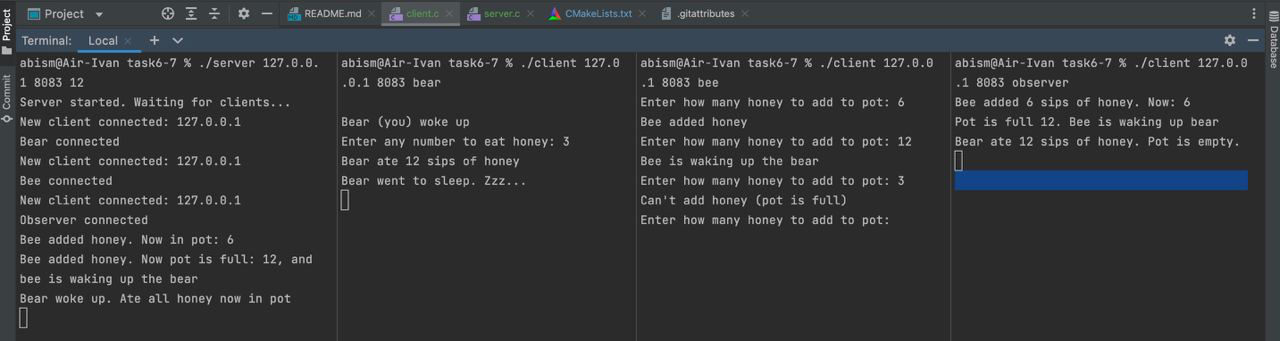 Project
README.md
client.c
server.c
CMakeLists.txt
.gitattributes
Project
Commit
Database
Terminal:
Local
abism@Air-Ivan task6-7 % ./server 127.0.0.
1 8083 12
Server started. Waiting for clients...
New client connected: 127.0.0.1
Bear connected
New client connected: 127.0.0.1
Bee connected
New client connected: 127.0.0.1
Observer connected
Bee added honey. Now in pot: 6
Bee added honey. Now pot is full: 12, and
bee is waking up the bear
Bear woke up. Ate all honey now in pot
abism@Air-Ivan task6-7 % ./client 127.0
.0.1 8083 bear
Bear (you) woke up
Enter any number to eat honey: 3
Bear ate 12 sips of honey
Bear went to sleep. Zzz...
abism@Air-Ivan task6-7 % ./client 127.0.0
.1 8083 bee
Enter how many honey to add to pot: 6
Bee added honey
Enter how many honey to add to pot: 12
Bee is waking up the bear
Enter how many honey to add to pot: 3
Can't add honey (pot is full)
Enter how many honey to add to pot:
abism@Air-Ivan task6-7 % ./client 127.0.0
.1 8083 observer
Bee added 6 sips of honey. Now: 6
Pot is full 12. Bee is waking up bear
Bear ate 12 sips of honey. Pot is empty.